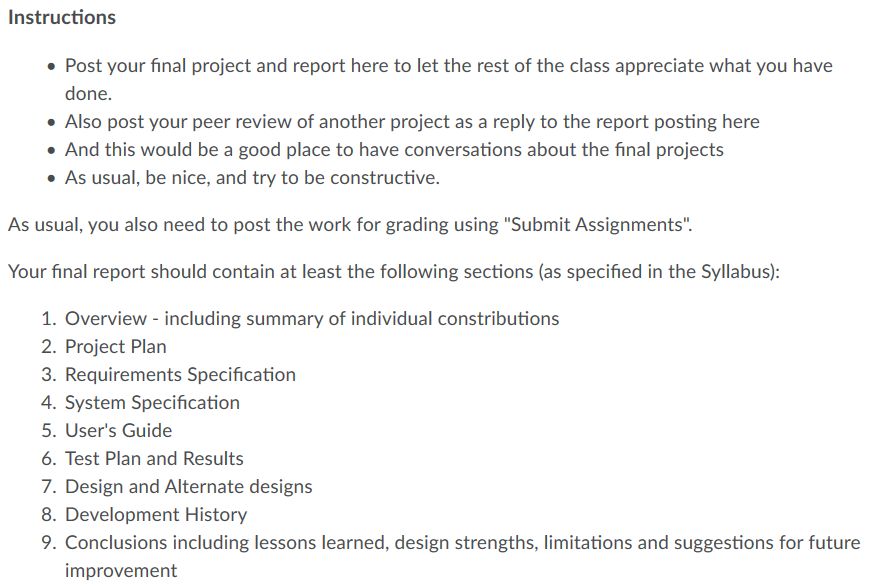 Instructions
• Post your final project and report here to let the rest of the class appreciate what you have
done.
• Also post your peer review of another project as a reply to the report posting here
• And this would be a good place to have conversations about the final projects
• As usual, be nice, and try to be constructive.
As usual, you also need to post the work for grading using "Submit Assignments".
Your final report should contain at least the following sections (as specified in the Syllabus):
1. Overview - including summary of individual constributions
2. Project Plan
3. Requirements Specification
4. System Specification
5. User's Guide
6. Test Plan and Results
7. Design and Alternate designs
8. Development History
9. Conclusions including lessons learned, design strengths, limitations and suggestions for future
improvement